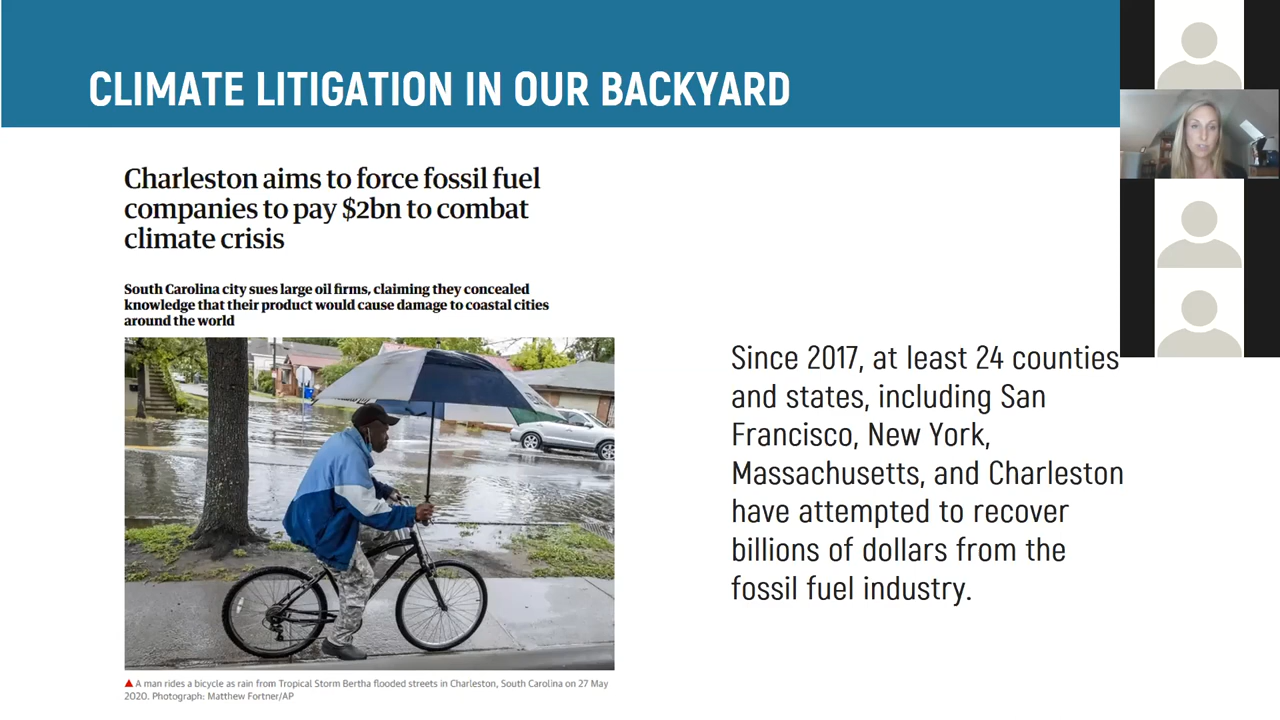 CLIMATE LITIGATION IN OUR BACKYARD
Charleston aims to force fossil fuel
companies to pay $2bn to combat
climate crisis
South Carolina city sues large oil firms, claiming they concealed
knowledge that their product would cause damage to coastal cities
around the world
A man rides a bicycle as rain from Tropical Storm Bertha flooded streets in Charleston, South Carolina on 27 May
2020. Photograph: Matthew Fortner/AP
Since 2017, at least 24 counties
and states, including San
Francisco, New York,
Massachusetts, and Charleston
have attempted to recover
billions of dollars from the
fossil fuel industry.